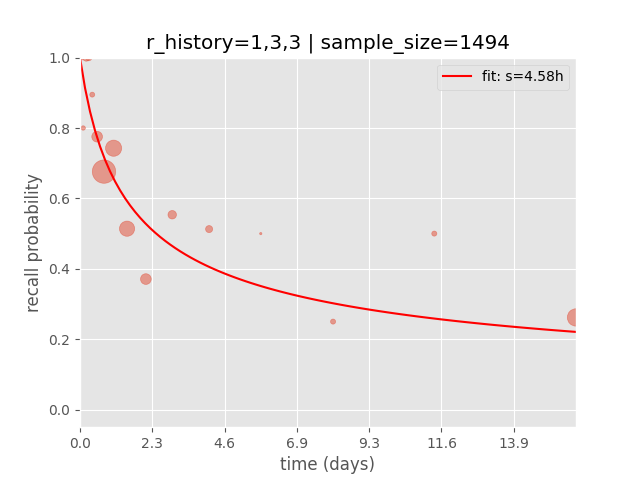 r_history=1,3,3 | sample_size=1494
fit: s=4.58h
recall probability
1.0
0.8
0.6
0.4
0.2
0.0
0.0 2.3 4.6 6.9 9.3 11.6 13.9
time (days)